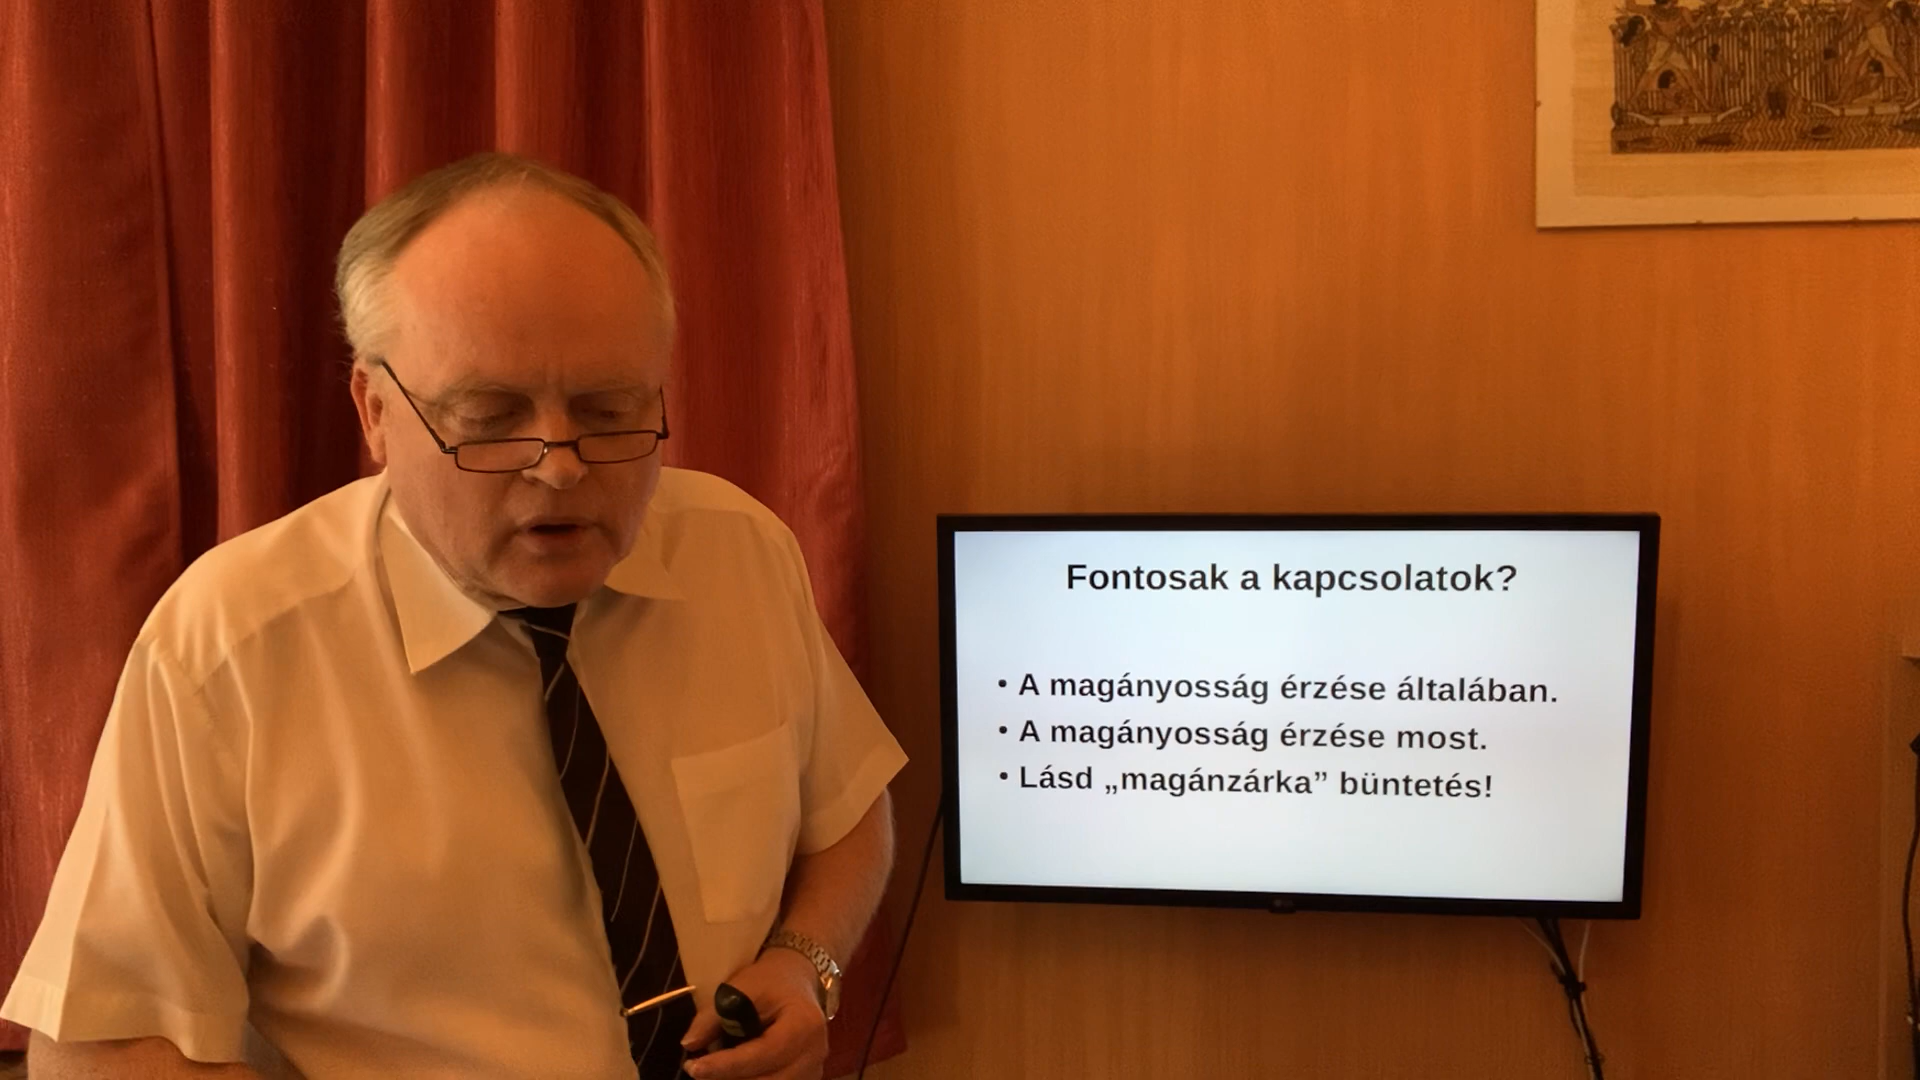 Fontosak a kapcsolatok?
• A magányosság érzése általában.
• A magányosság érzése most.
• Lásd „magánzárka” büntetés!